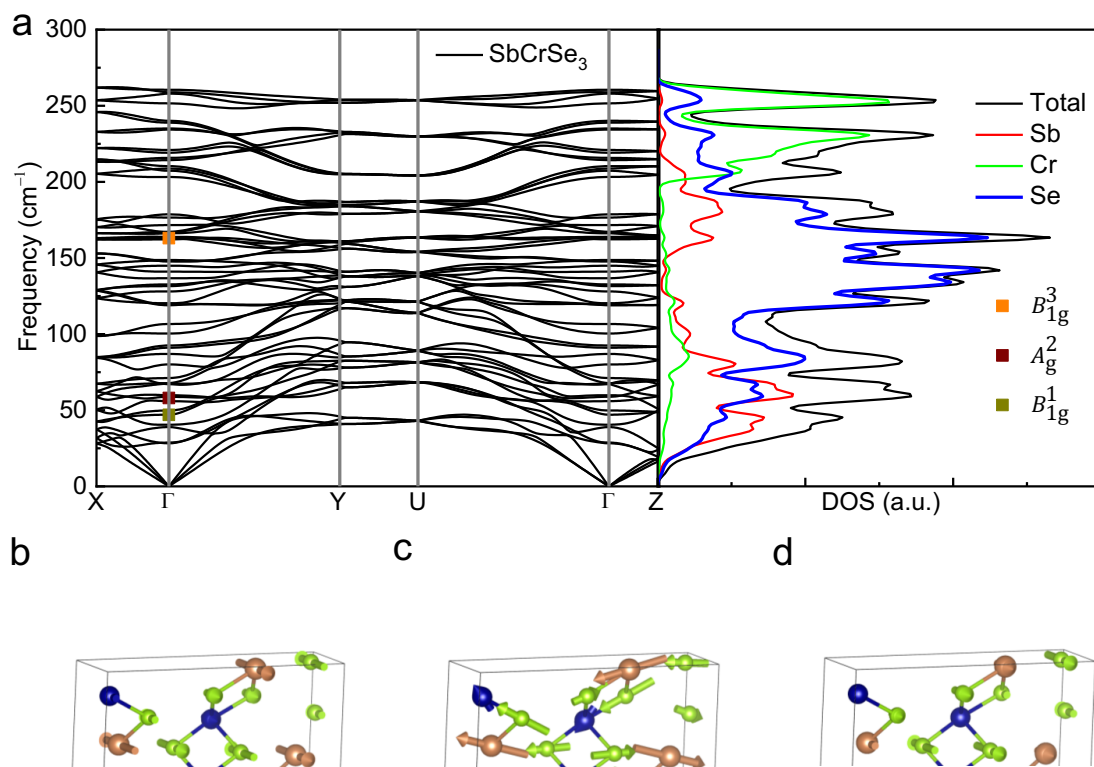 a
SbCrSe₃
Frequency (cm⁻¹)
300
250
200
150
100
50
0
X Γ Y U Γ Z
Total
Sb
Cr
Se
B³₁g
A²g
B¹₁g
DOS (a.u.)
b c d